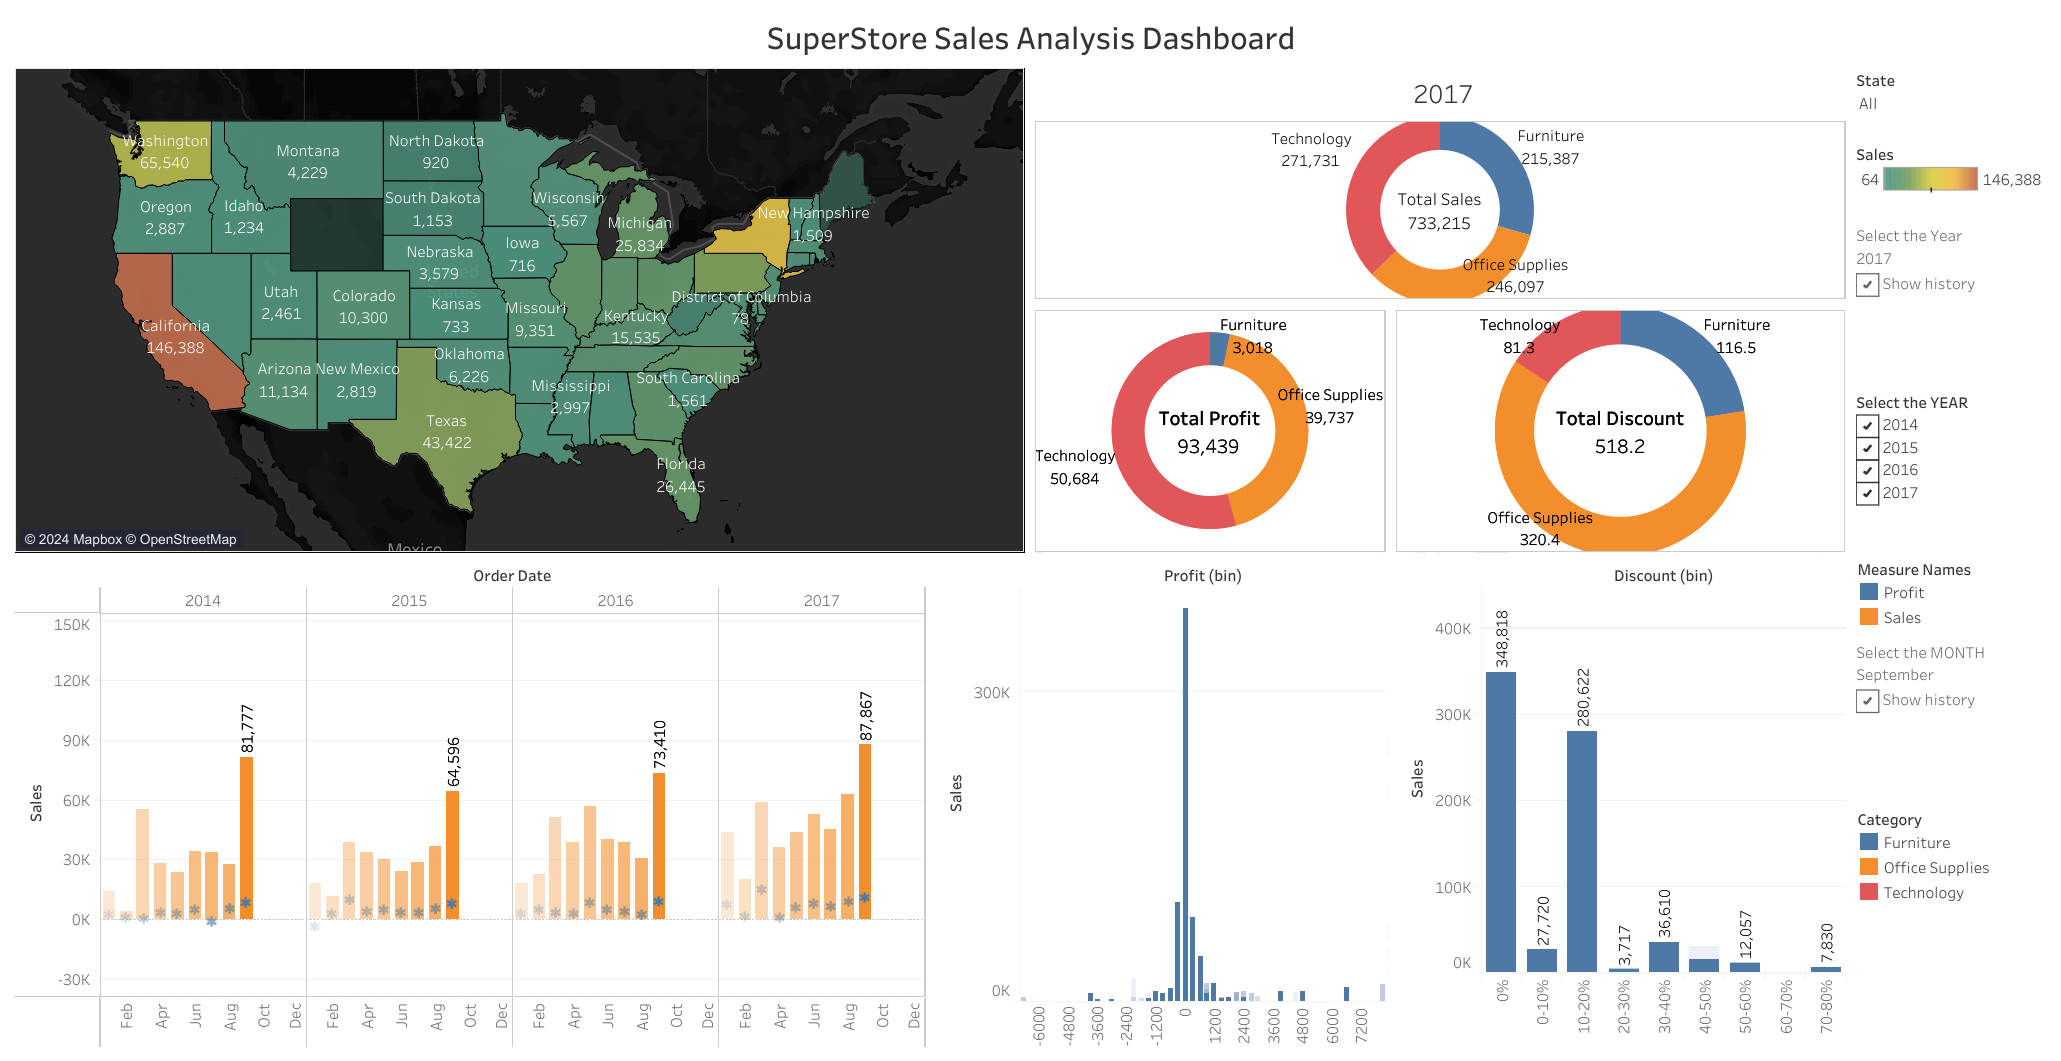 SuperStore Sales Analysis Dashboard
Washington
65,540
Montana
4,229
North Dakota
920
Oregon
2,887
Idaho
1,234
South Dakota
1,153
Wisconsin
5,567
Michigan
25,834
New Hampshire
1,509
Nebraska
3,579
Iowa
716
Utah
2,461
Colorado
10,300
Kansas
733
Missouri
9,351
Kentucky
15,535
District of Columbia
78
California
146,388
Arizona
11,134
New Mexico
2,819
Oklahoma
6,226
Mississippi
2,997
South Carolina
1,561
Texas
43,422
Florida
26,445
Mexico
© 2024 Mapbox © OpenStreetMap
2017
Technology
271,731
Furniture
215,387
Total Sales
733,215
Office Supplies
246,097
Furniture
3,018
Office Supplies
39,737
Total Profit
93,439
Technology
50,684
Technology
81.3
Furniture
116.5
Total Discount
518.2
Office Supplies
320.4
State
All
Sales
64
146,388
Select the Year
2017
Show history
Select the YEAR
2014
2015
2016
2017
Measure Names
Profit
Sales
Select the MONTH
September
Show history
Category
Furniture
Office Supplies
Technology
Order Date
2014
2015
2016
2017
Sales
150K
120K
90K
60K
30K
0K
-30K
81,777
64,596
73,410
87,867
Feb
Apr
Jun
Aug
Oct
Dec
Feb
Apr
Jun
Aug
Oct
Dec
Feb
Apr
Jun
Aug
Oct
Dec
Feb
Apr
Jun
Aug
Oct
Dec
Profit (bin)
Sales
300K
0K
-6000
-4800
-3600
-2400
-1200
0
1200
2400
3600
4800
6000
7200
Discount (bin)
Sales
400K
300K
200K
100K
0K
348,818
27,720
280,622
3,717
36,610
12,057
7,830
0%
0-10%
10-20%
20-30%
30-40%
40-50%
50-60%
60-70%
70-80%